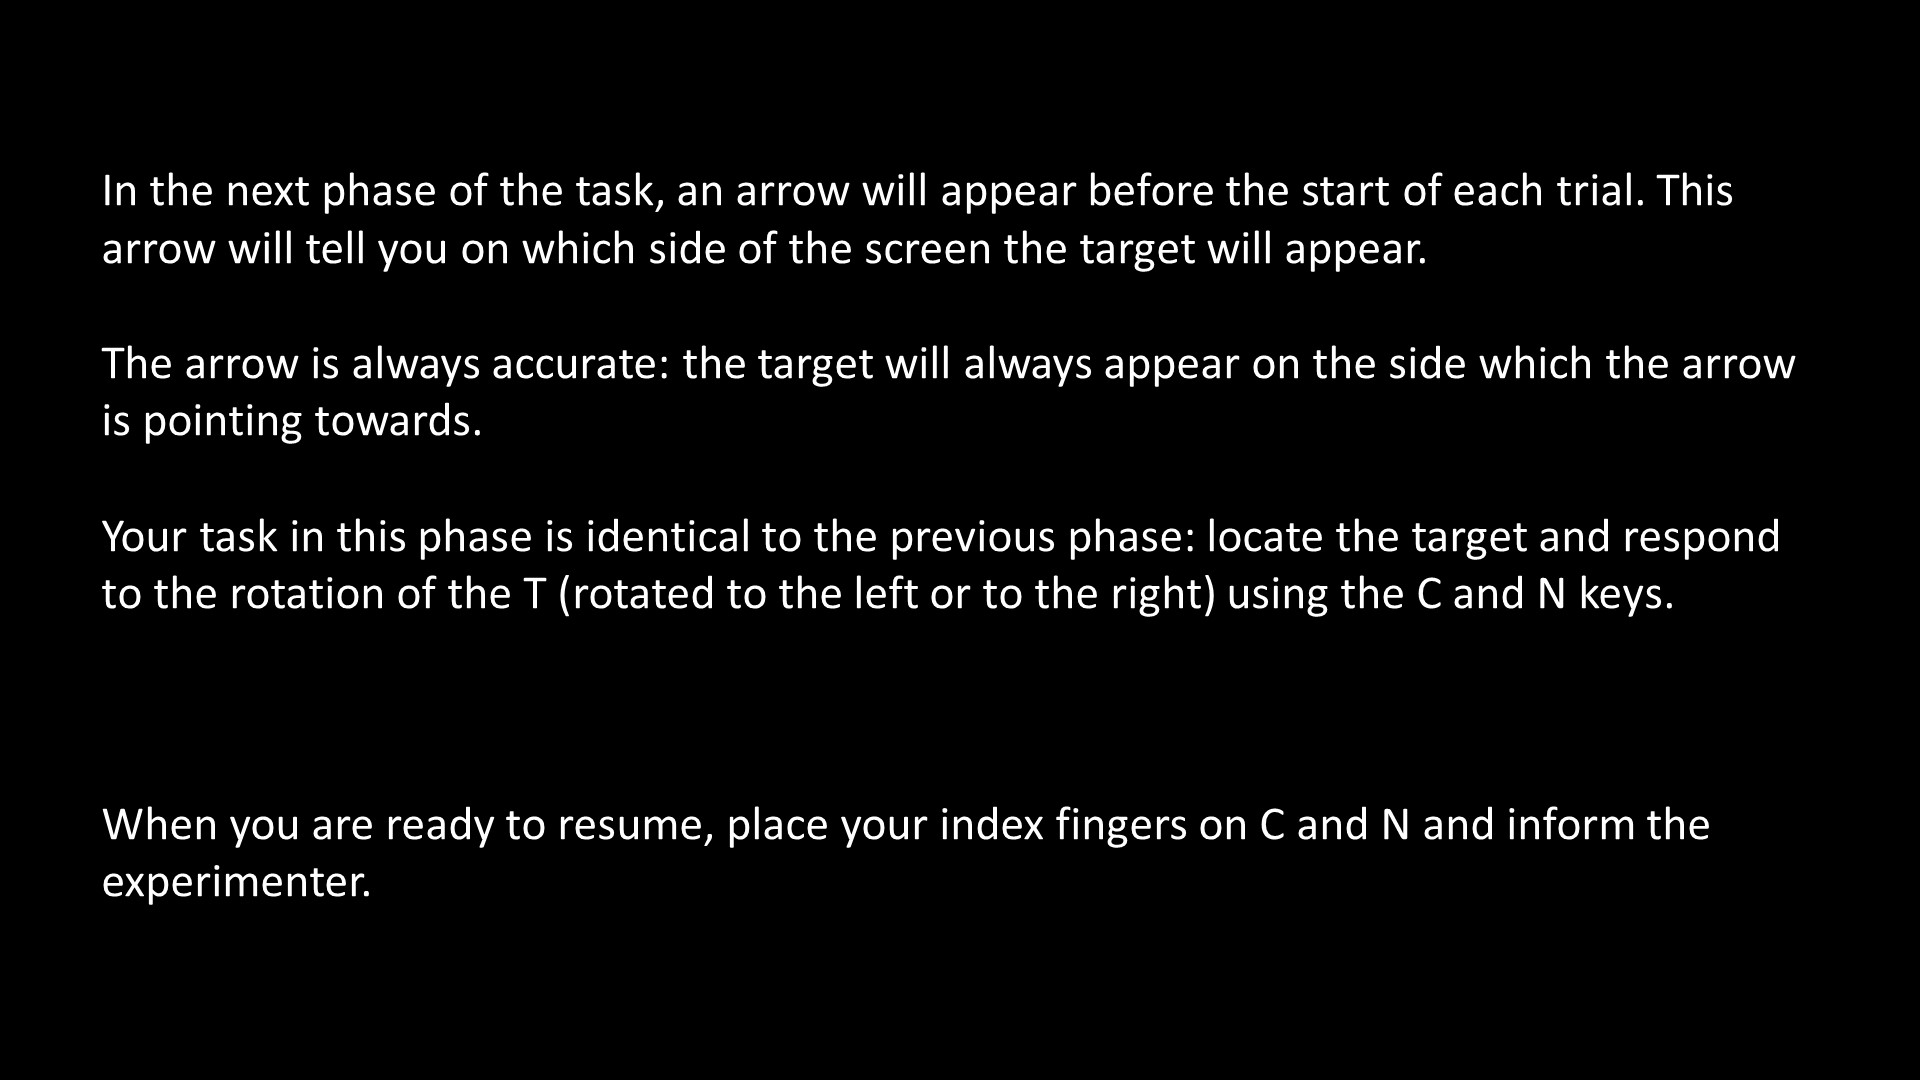 In the next phase of the task, an arrow will appear before the start of each trial. This
arrow will tell you on which side of the screen the target will appear.
The arrow is always accurate: the target will always appear on the side which the arrow
is pointing towards.
Your task in this phase is identical to the previous phase: locate the target and respond
to the rotation of the T (rotated to the left or to the right) using the C and N keys.
When you are ready to resume, place your index fingers on C and N and inform the
experimenter.